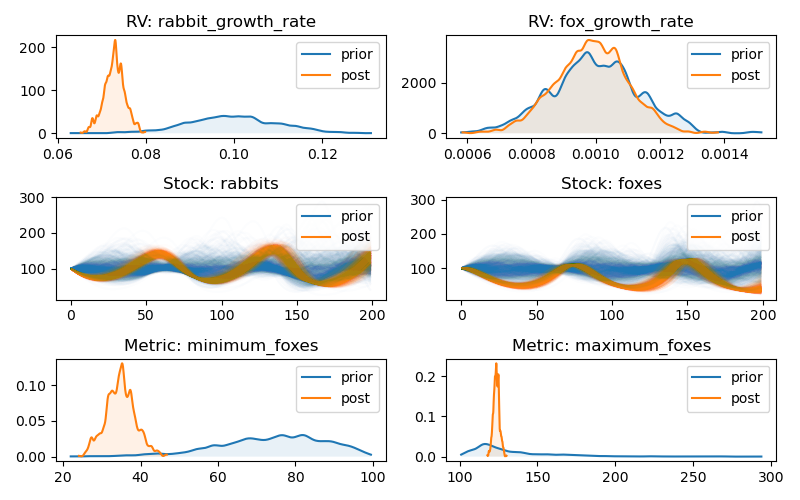 RV: rabbit_growth_rate
200
100
0
0.06 0.08 0.10 0.12
prior
post
RV: fox_growth_rate
2000
0
0.0006 0.0008 0.0010 0.0012 0.0014
prior
post
Stock: rabbits
300
200
100
0 50 100 150 200
prior
post
Stock: foxes
300
200
100
0 50 100 150 200
prior
post
Metric: minimum_foxes
0.10
0.05
0.00
20 40 60 80 100
prior
post
Metric: maximum_foxes
0.2
0.1
0.0
100 150 200 250 300
prior
post